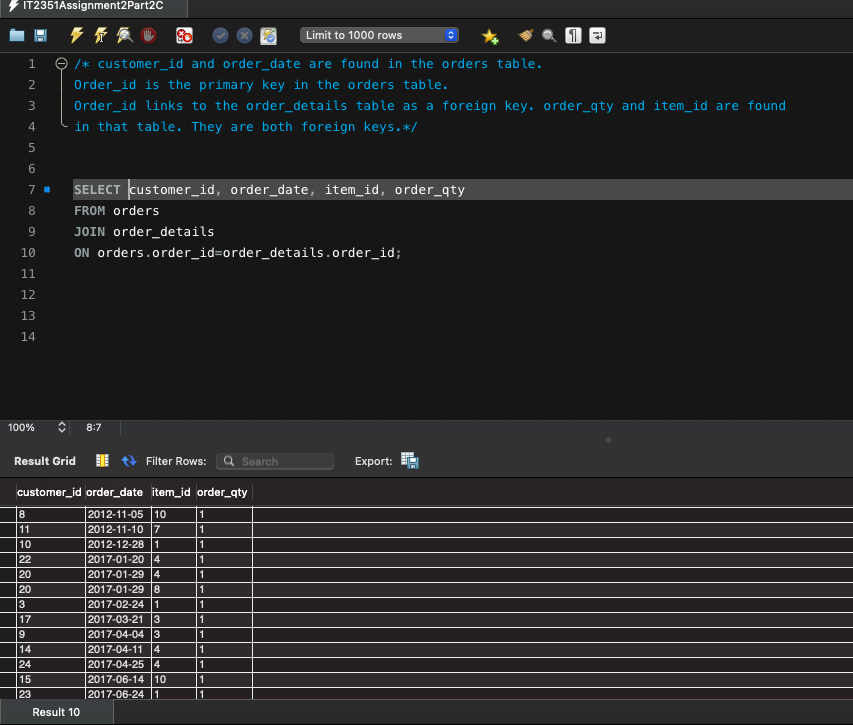 IT2351Assignment2Part2C
Limit to 1000 rows
1 /* customer_id and order_date are found in the orders table.
2 Order_id is the primary key in the orders table.
3 Order_id links to the order_details table as a foreign key. order_qty and item_id are found
4 in that table. They are both foreign keys.*/
5
6
7 SELECT customer_id, order_date, item_id, order_qty
8 FROM orders
9 JOIN order_details
10 ON orders.order_id=order_details.order_id;
11
12
13
14
100% 8:7
Result Grid Filter Rows: Search Export:
customer_id order_date item_id order_qty
8 2012-11-05 10 1
11 2012-11-10 7 1
10 2012-12-28 1 1
22 2017-01-20 4 1
20 2017-01-29 4 1
20 2017-01-29 8 1
3 2017-02-24 1 1
17 2017-03-21 3 1
9 2017-04-04 3 1
14 2017-04-11 4 1
24 2017-04-25 4 1
15 2017-06-14 10 1
23 2017-06-24 1 1
Result 10